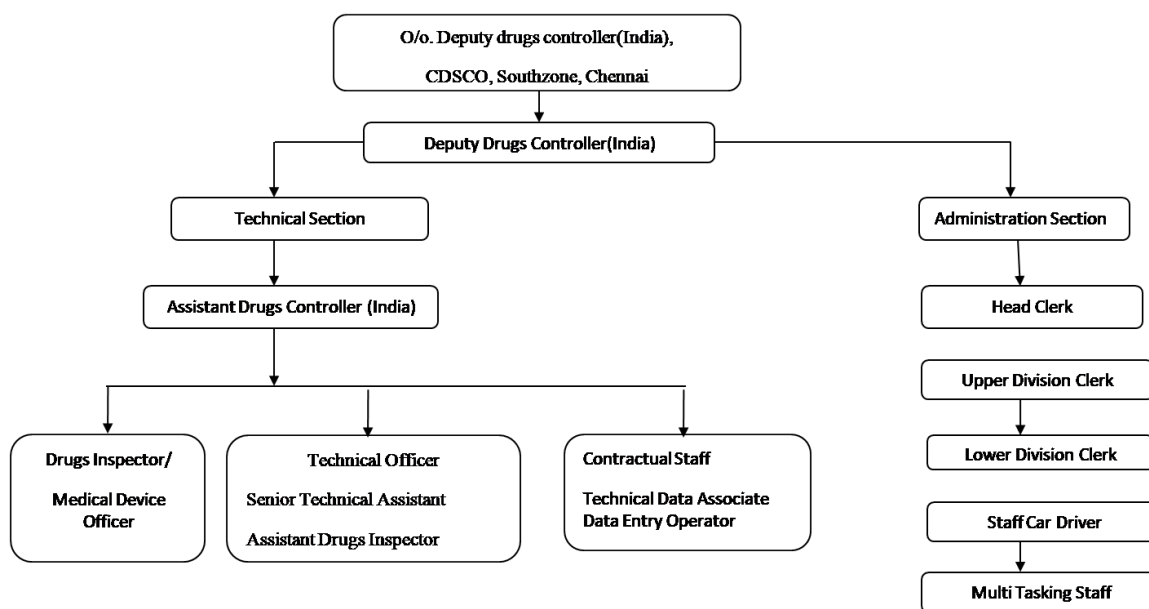 O/o. Deputy drugs controller(India),
CDSCO, Southzone, Chennai
Deputy Drugs Controller(India)
Technical Section
Administration Section
Assistant Drugs Controller (India)
Head Clerk
Upper Division Clerk
Lower Division Clerk
Staff Car Driver
Multi Tasking Staff
Drugs Inspector/
Medical Device
Officer
Technical Officer
Senior Technical Assistant
Assistant Drugs Inspector
Contractual Staff
Technical Data Associate
Data Entry Operator